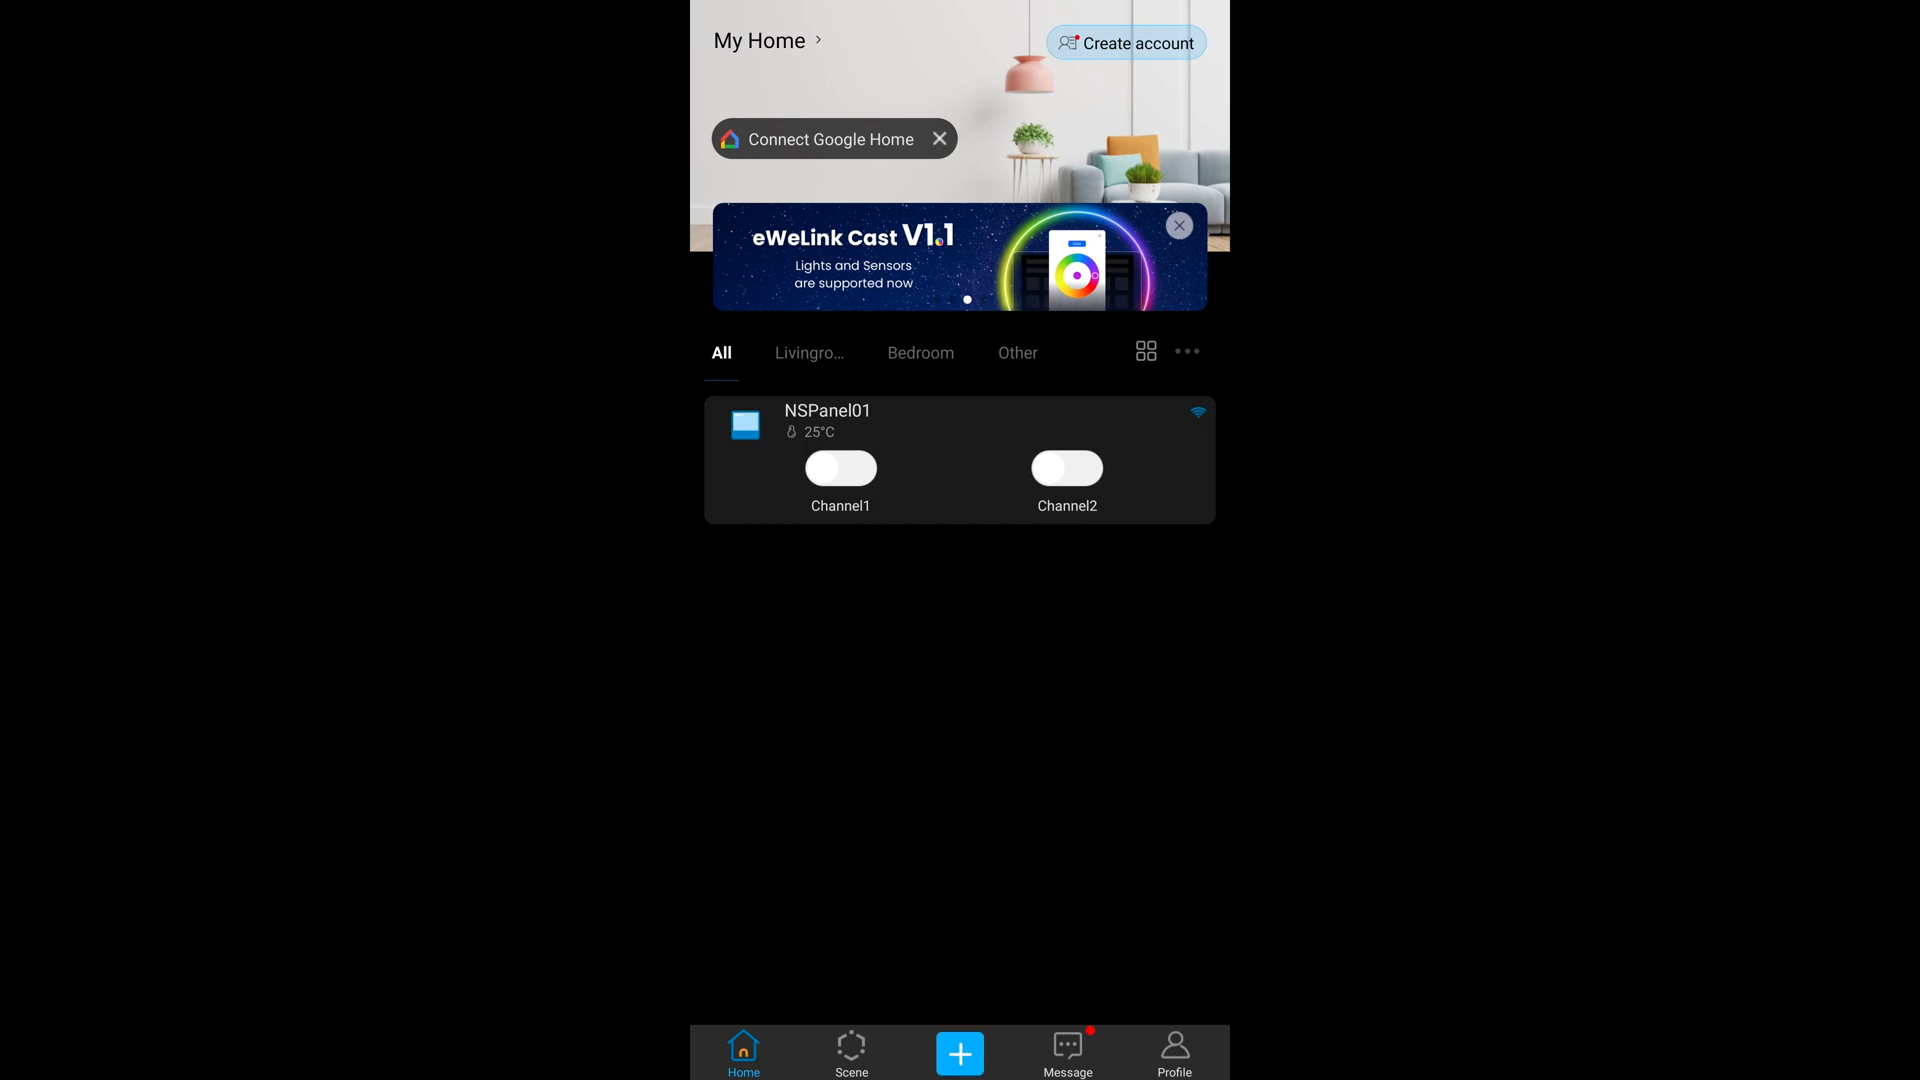 My Home
Create account
Connect Google Home
eWeLink Cast V1.1
Lights and Sensors
are supported now
All
Livingro...
Bedroom
Other
NSPanel01
25°C
Channel1
Channel2
Home
Scene
Message
Profile